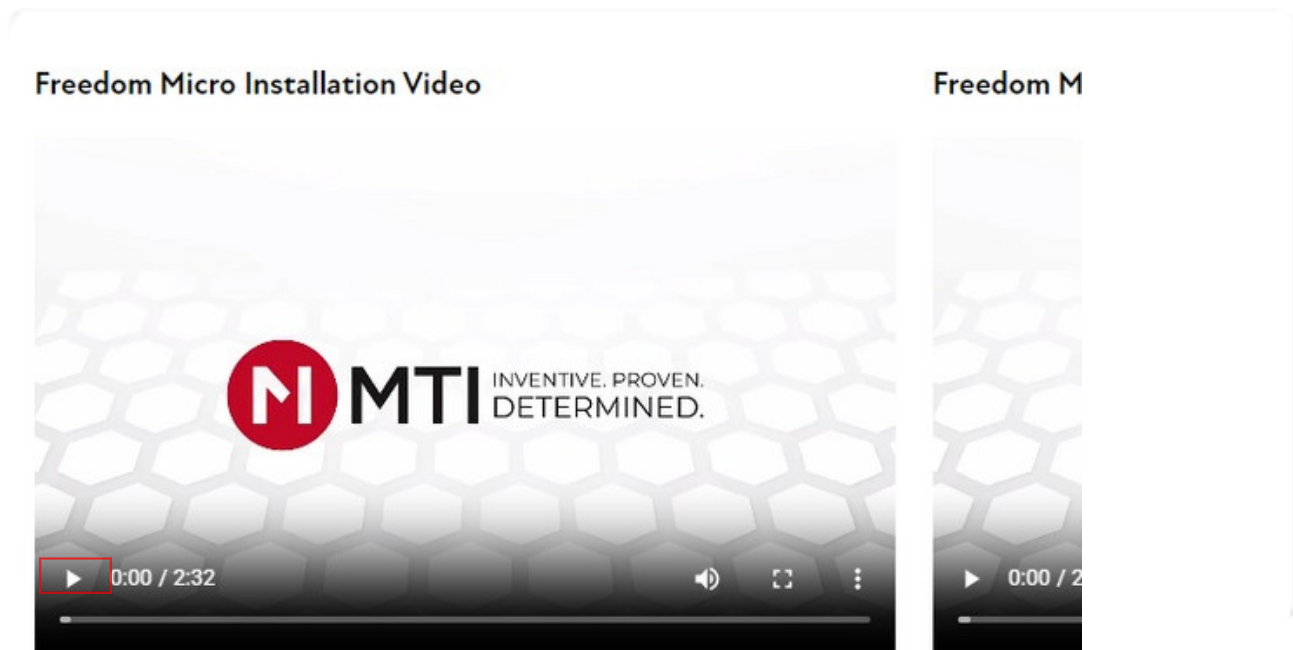 Freedom Micro Installation Video
Freedom M
MTI INVENTIVE. PROVEN.
DETERMINED.
0:00 / 2:32
0:00 / 2